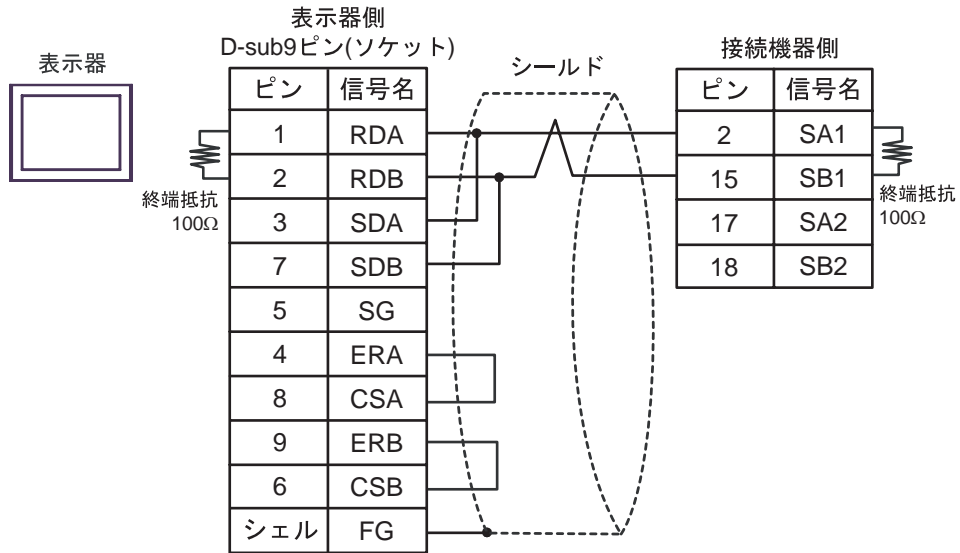 表示器
表示器側
D-sub9ピン(ソケット)
ピン 信号名
1 RDA
2 RDB
3 SDA
7 SDB
5 SG
4 ERA
8 CSA
9 ERB
6 CSB
シェル FG
終端抵抗
100Ω
シールド
接続機器側
ピン 信号名
2 SA1
15 SB1
17 SA2
18 SB2
終端抵抗
100Ω